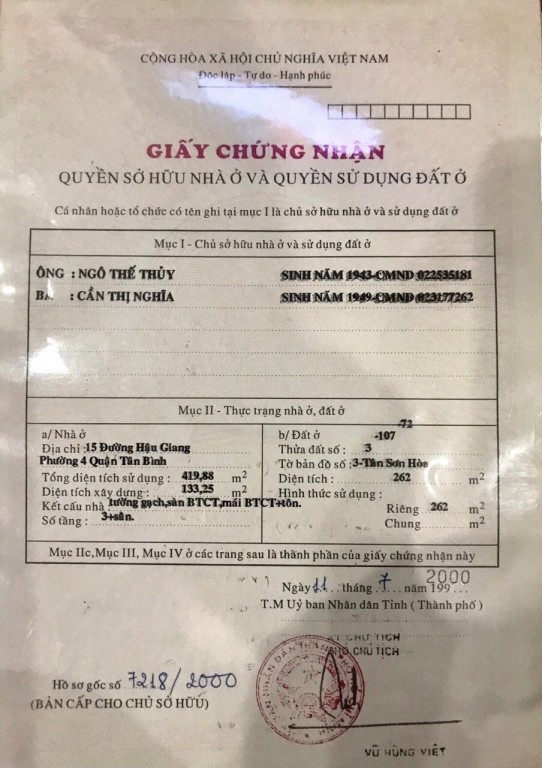 CỘNG HÒA XÃ HỘI CHỦ NGHĨA VIỆT NAM
Độc lập - Tự do - Hạnh phúc
GIẤY CHỨNG NHẬN
QUYỀN SỞ HỮU NHÀ Ở VÀ QUYỀN SỬ DỤNG ĐẤT Ở
Cá nhân hoặc tổ chức có tên ghi tại mục I là chủ sở hữu nhà ở và sử dụng đất ở
Mục I - Chủ sở hữu nhà ở và sử dụng đất ở
ÔNG : NGÔ THẾ THỦY SINH NĂM 1943-CMND 022535181
BÀ : CẦN THỊ NGHĨA SINH NĂM 1949-CMND 023177262
Mục II - Thực trạng nhà ở, đất ở
a/ Nhà ở
Địa chỉ : 15 Đường Hậu Giang
Phường 4 Quận Tân Bình
Tổng diện tích sử dụng : 419,88 m2
Diện tích xây dựng : 133,25 m2
Kết cấu nhà : tường gạch,sàn BTCT,mái BTCT+tôn.
Số tầng : 3+sân.
-72
b/ Đất ở -107
Thửa đất số : 3
Tờ bản đồ số : 3-Tân Sơn Hòa
Diện tích : 262 m2
Hình thức sử dụng :
Riêng 262 m2
Chung m2
Mục IIc, Mục III, Mục IV ở các trang sau là thành phần của giấy chứng nhận này
Ngày 11 tháng 7 năm 199 2000
T.M Uỷ ban Nhân dân Tỉnh ( Thành phố )
CHỦ TỊCH
PHÓ CHỦ TỊCH
Hồ sơ gốc số 7218/2000
(BẢN CẤP CHO CHỦ SỞ HỮU)
VŨ HÙNG VIỆT